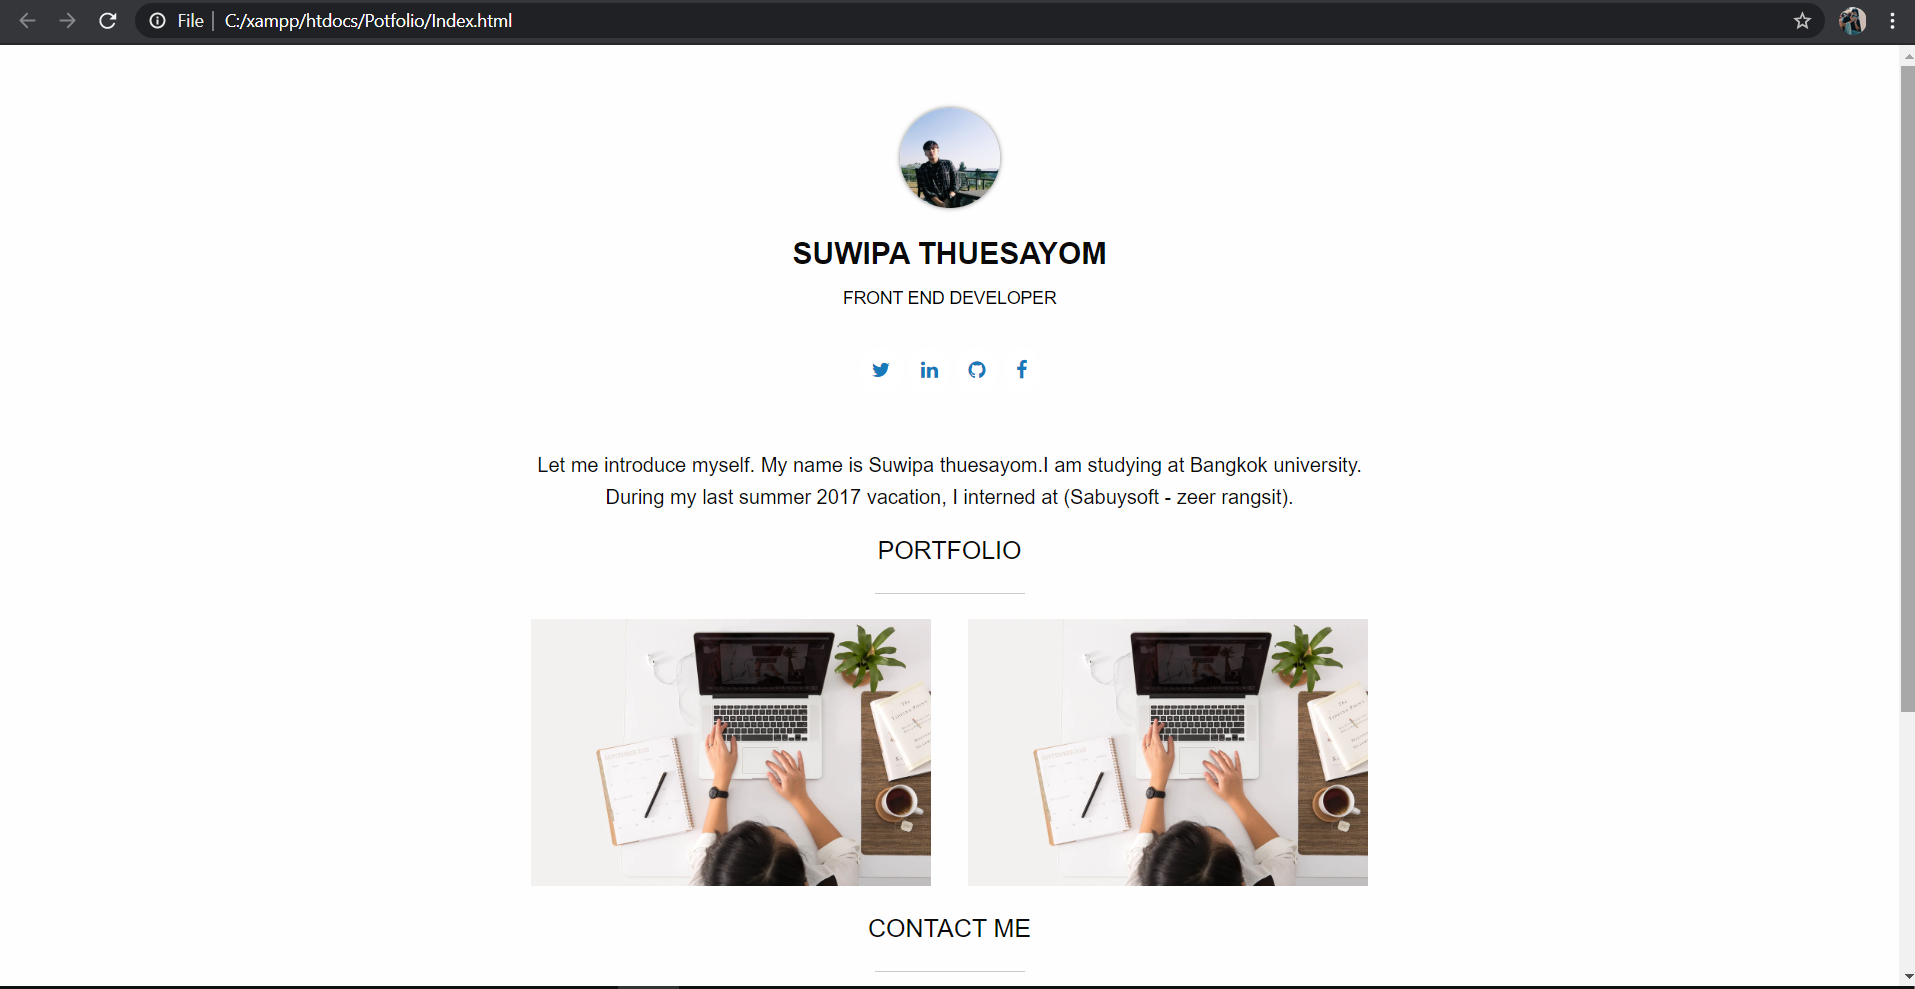 File | C:/xampp/htdocs/Potfolio/Index.html
SUWIPA THUESAYOM
FRONT END DEVELOPER
Let me introduce myself. My name is Suwipa thuesayom.I am studying at Bangkok university.
During my last summer 2017 vacation, I interned at (Sabuysoft - zeer rangsit).
PORTFOLIO
CONTACT ME